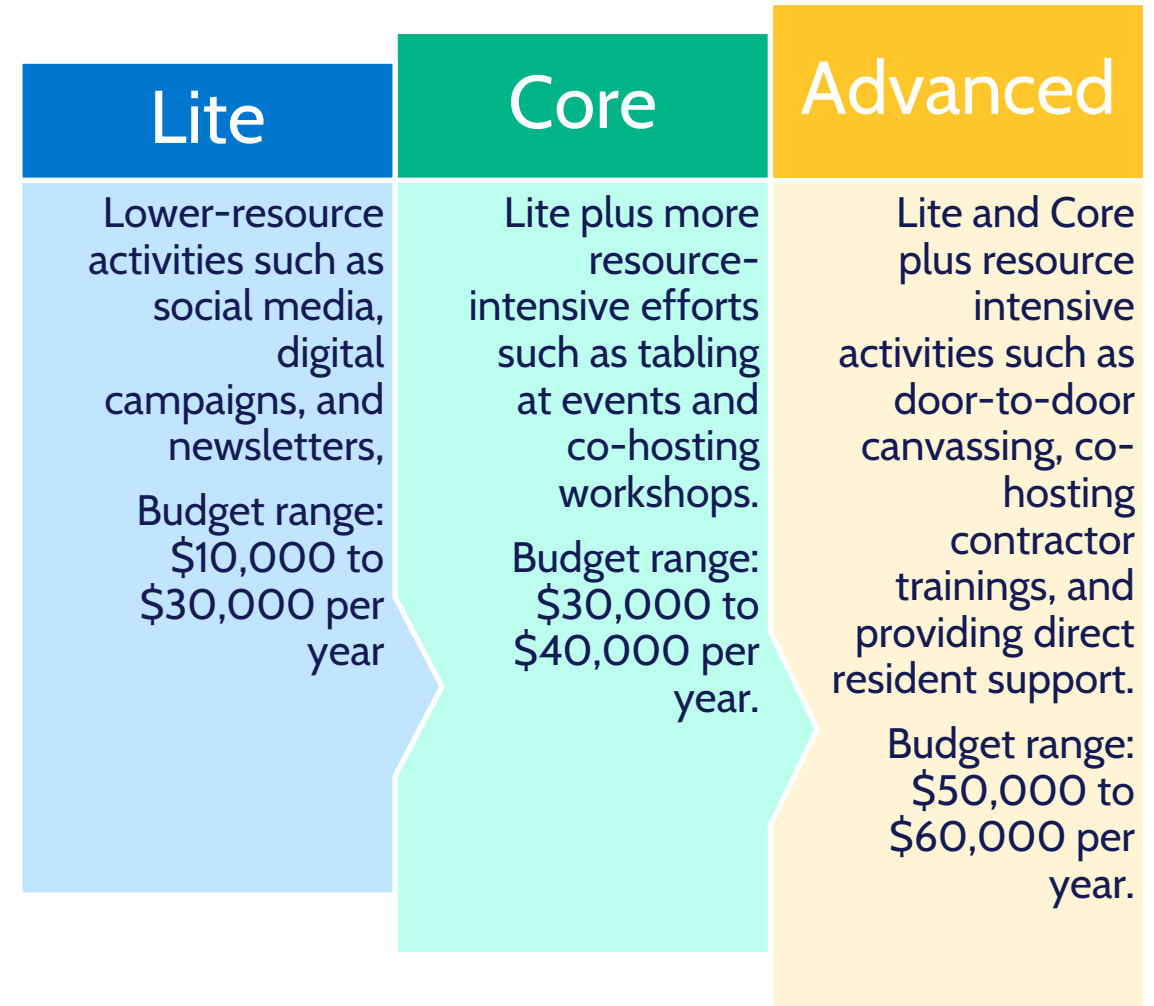 Lite
Lower-resource
activities such as
social media,
digital
campaigns, and
newsletters,
Budget range:
$10,000 to
$30,000 per
year
Core
Lite plus more
resource-
intensive efforts
such as tabling
at events and
co-hosting
workshops.
Budget range:
$30,000 to
$40,000 per
year.
Advanced
Lite and Core
plus resource
intensive
activities such as
door-to-door
canvassing, co-
hosting
contractor
trainings, and
providing direct
resident support.
Budget range:
$50,000 to
$60,000 per
year.